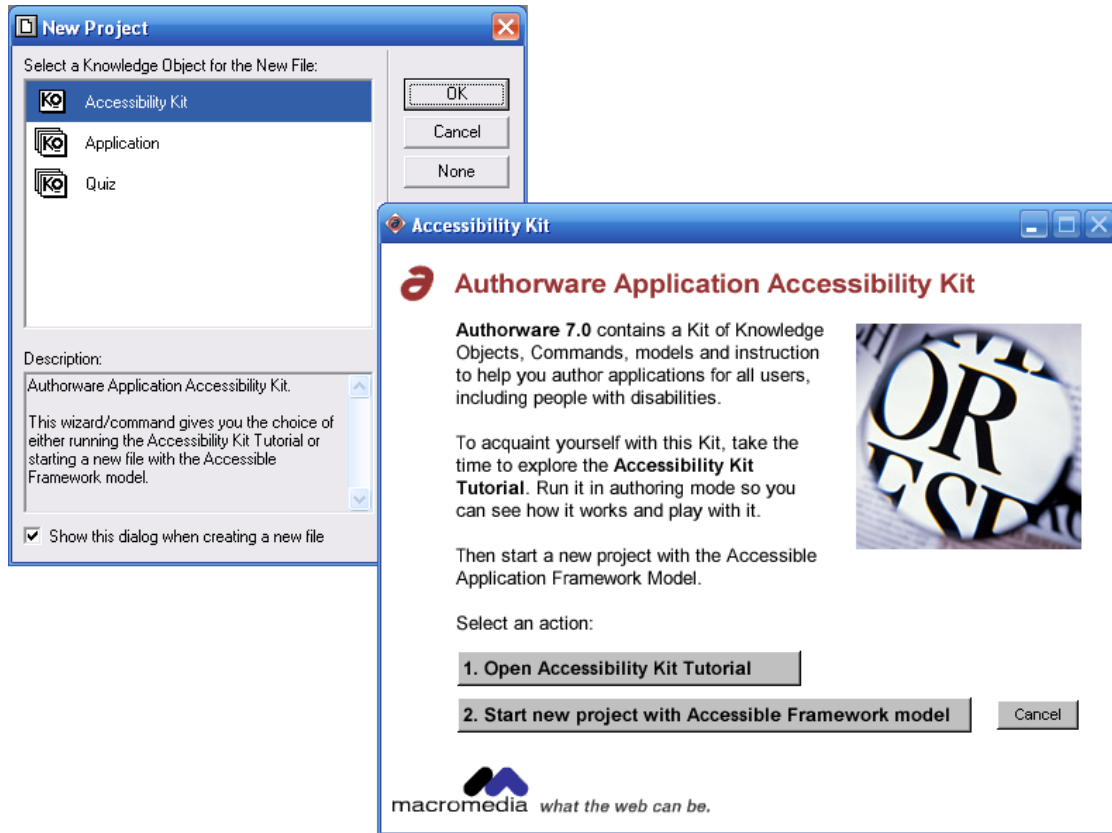 New Project
Select a Knowledge Object for the New File:
Accessibility Kit
Application
Quiz
OK
Cancel
None
Description:
Authorware Application Accessibility Kit.
This wizard/command gives you the choice of
either running the Accessibility Kit Tutorial or
starting a new file with the Accessible
Framework model.
Show this dialog when creating a new file
Accessibility Kit
Authorware Application Accessibility Kit
Authorware 7.0 contains a Kit of Knowledge
Objects, Commands, models and instruction
to help you author applications for all users,
including people with disabilities.
To acquaint yourself with this Kit, take the
time to explore the Accessibility Kit
Tutorial. Run it in authoring mode so you
can see how it works and play with it.
Then start a new project with the Accessible
Application Framework Model.
Select an action:
1. Open Accessibility Kit Tutorial
2. Start new project with Accessible Framework model
Cancel
OR
macromedia what the web can be.